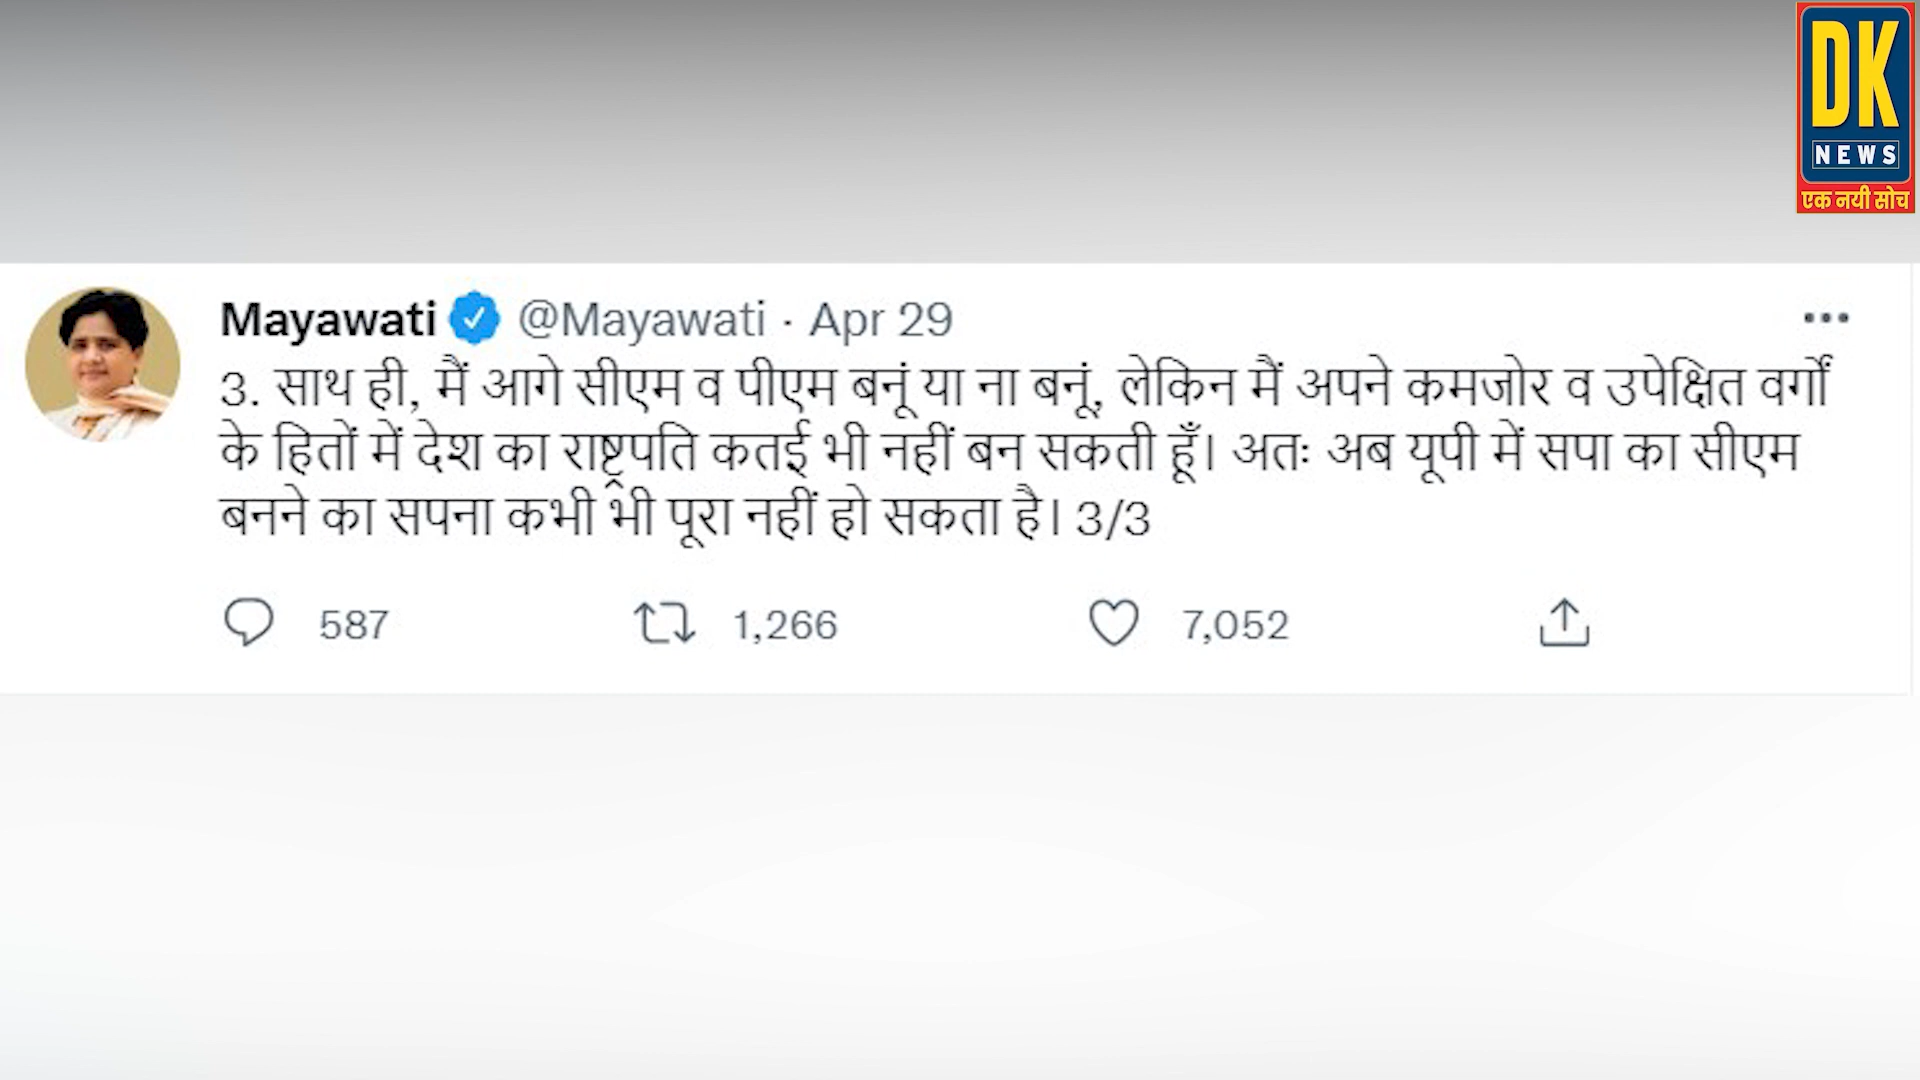 DK
NEWS
एक नयी सोच
Mayawati @Mayawati · Apr 29
3. साथ ही, मैं आगे सीएम व पीएम बनूं या ना बनूं, लेकिन मैं अपने कमजोर व उपेक्षित वर्गों
के हितों में देश का राष्ट्रपति कतई भी नहीं बन सकती हूँ। अतः अब यूपी में सपा का सीएम
बनने का सपना कभी भी पूरा नहीं हो सकता है। 3/3
587 1,266 7,052